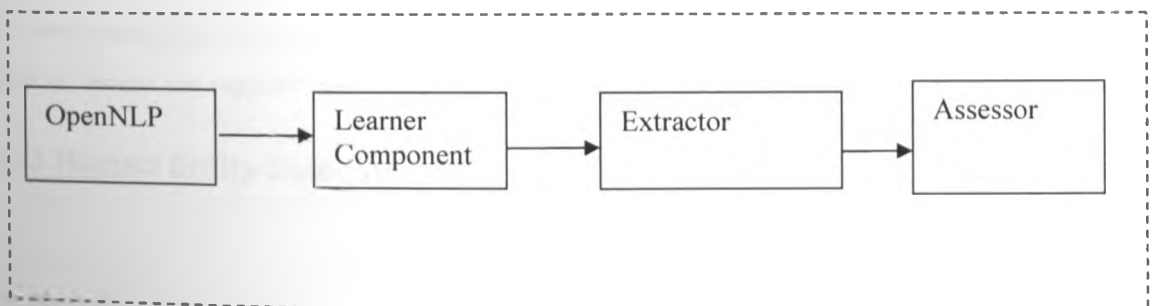 OpenNLP
Learner
Component
Extractor
Assessor